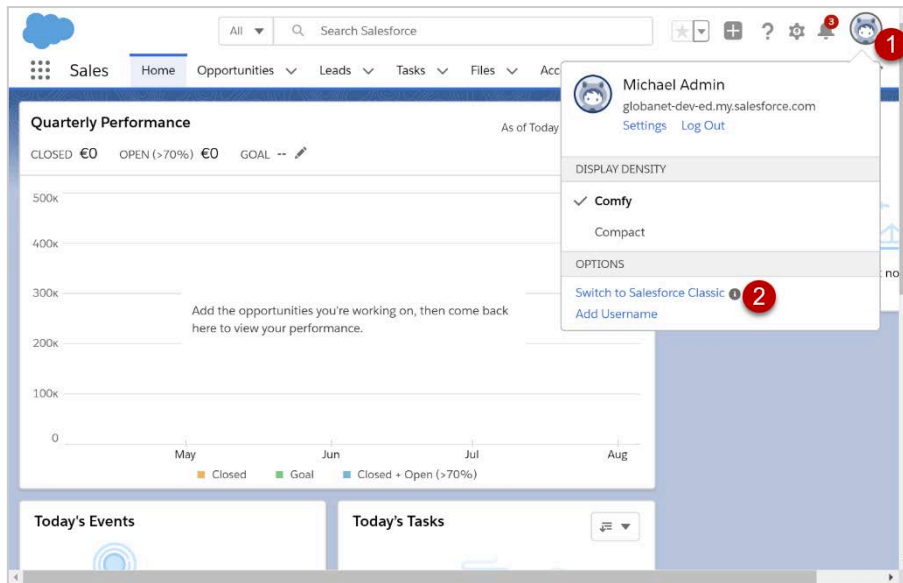 All
Search Salesforce
3
1
Sales Home Opportunities Leads Tasks Files Acc
Michael Admin
globanet-dev-ed.my.salesforce.com
Settings Log Out
DISPLAY DENSITY
Comfy
Compact
OPTIONS
Switch to Salesforce Classic
2
Add Username
Quarterly Performance
As of Today
CLOSED €0 OPEN (>70%) €0 GOAL --
500K
400K
300K
200K
100K
0
Add the opportunities you're working on, then come back
here to view your performance.
May Jun Jul Aug
Closed Goal Closed + Open (>70%)
no
Today's Events
Today's Tasks